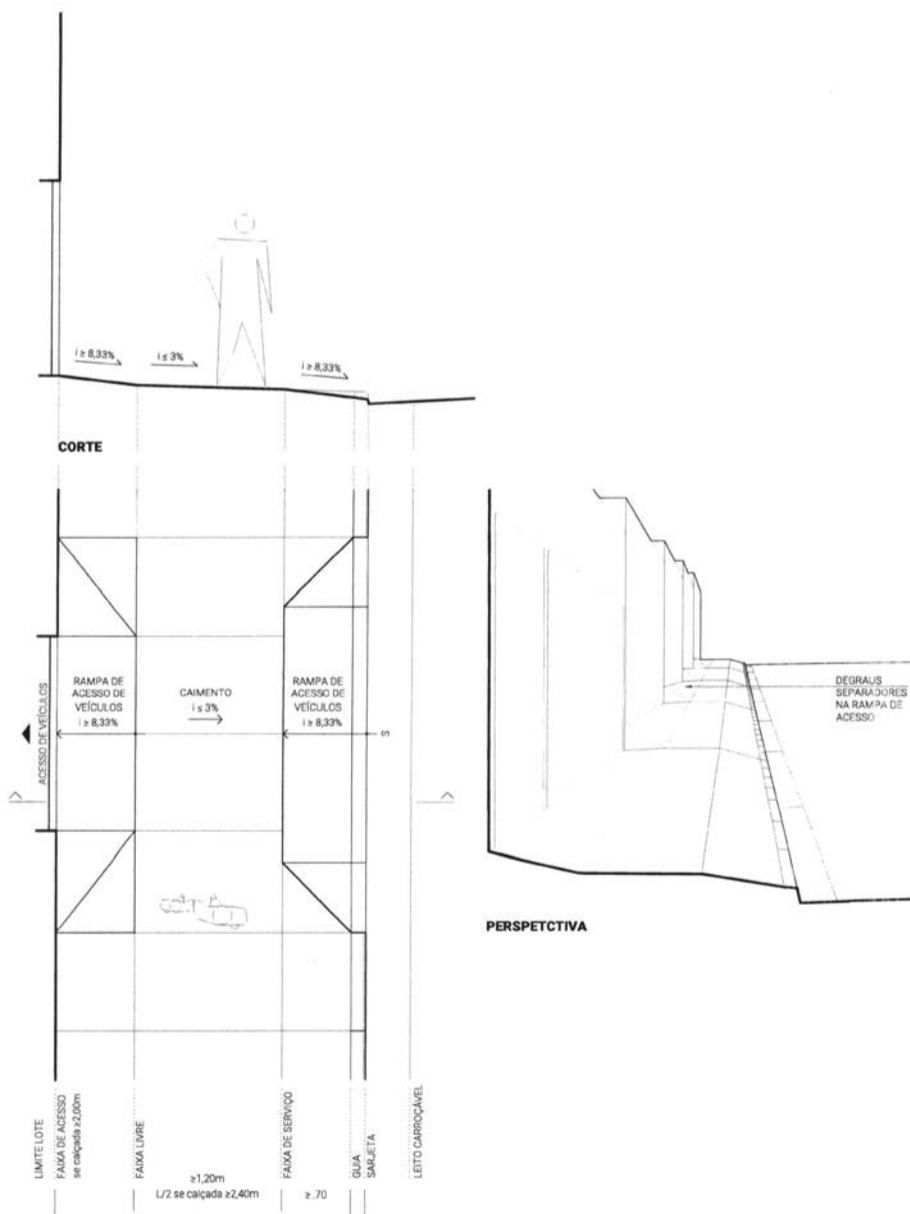 i ≥ 8,33%
i ≤ 3%
i ≥ 8,33%
CORTE
ACESSO DE VEÍCULOS
RAMPA DE
ACESSO DE
VEÍCULOS
i ≥ 8,33%
CAIMENTO
i ≤ 3%
RAMPA DE
ACESSO DE
VEÍCULOS
i ≥ 8,33%
S
DEGRAUS
SEPARADORES
NA RAMPA DE
ACESSO
PERSPETCTIVA
LIMITE LOTE
FAIXA DE ACESSO
se calçada ≥2,00m
FAIXA LIVRE
FAIXA DE SERVIÇO
GUIA
SARJETA
LEITO CARROÇÁVEL
≥1,20m
L/2 se calçada ≥2,40m
≥ .70